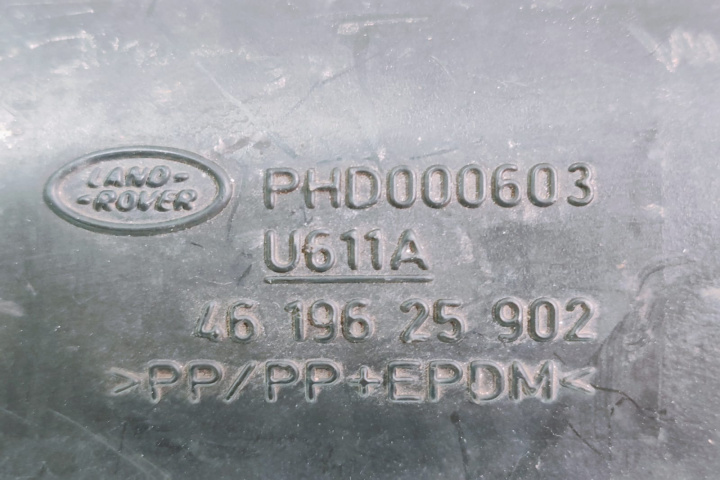 LAND-
-ROVER
PHD000603
U611A
46 196 25 902
>PP/PP+EPDM<